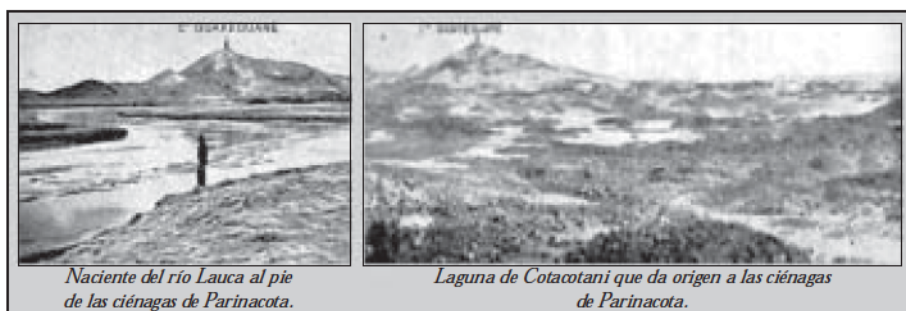 Naciente del río Lauca al pie
de las ciénagas de Parinacota.
Laguna de Cotacotani que da origen a las ciénagas
de Parinacota.